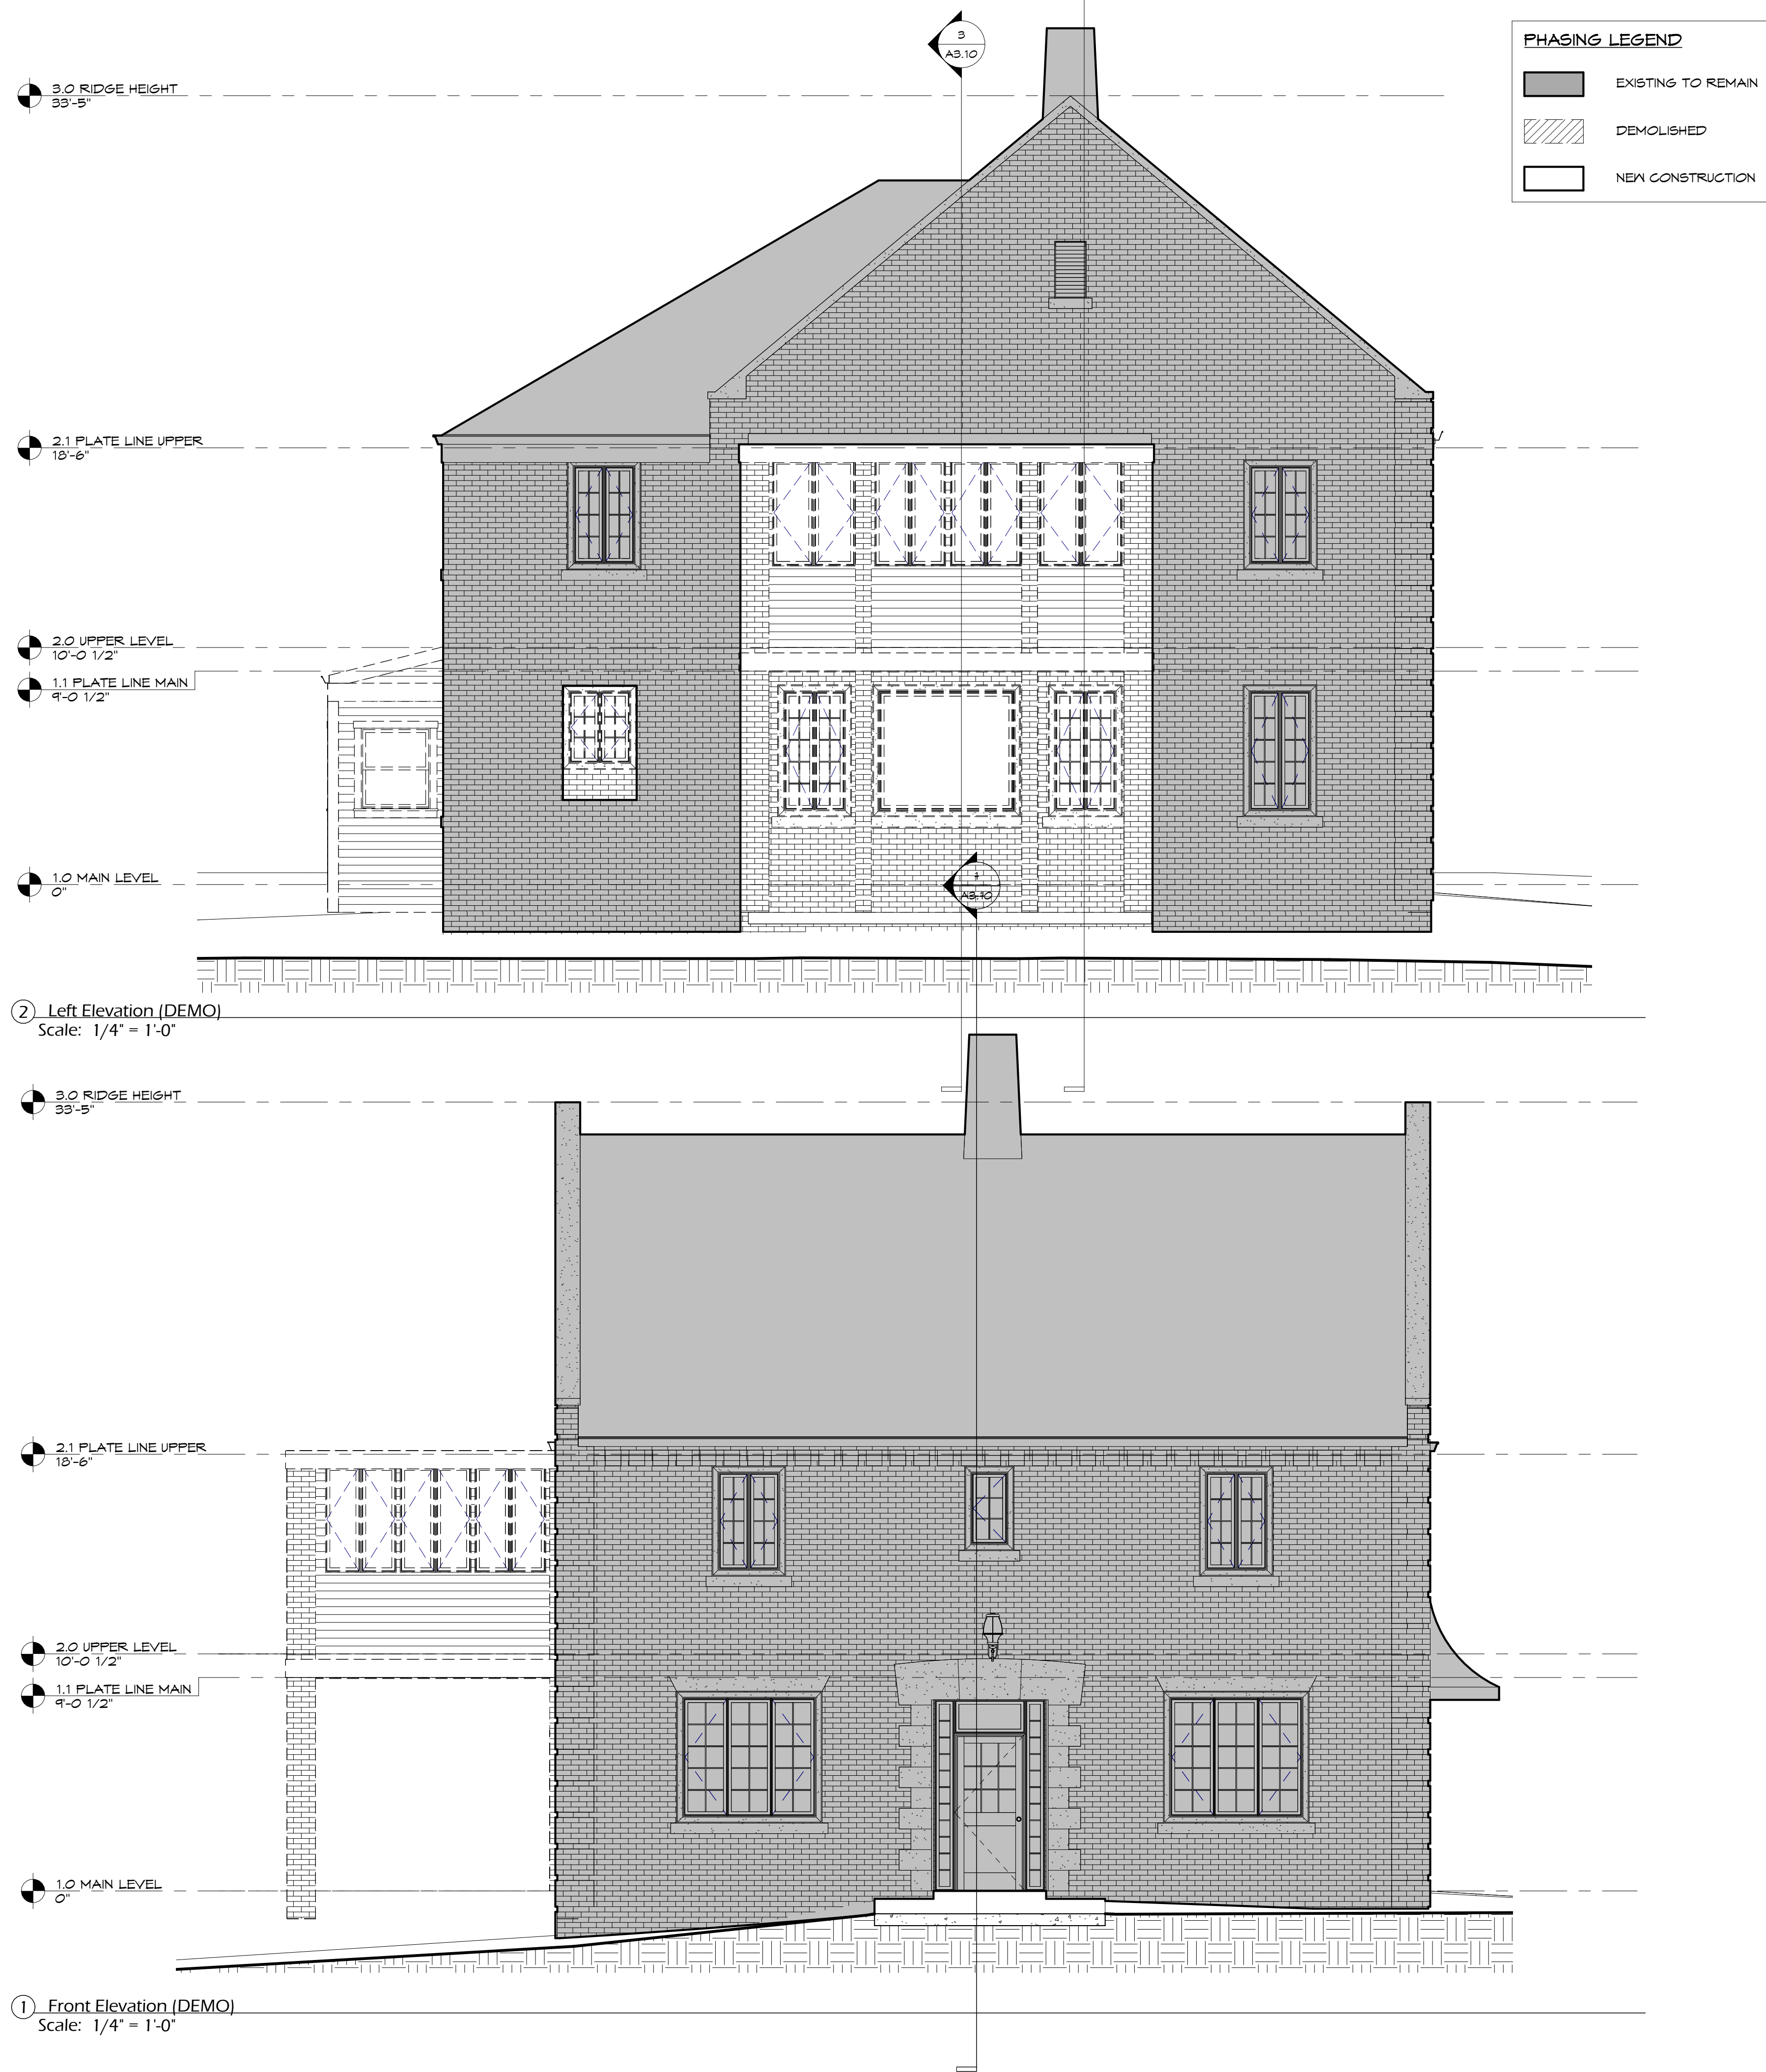 3
A3.10
PHASING LEGEND
EXISTING TO REMAIN
DEMOLISHED
NEW CONSTRUCTION
3.0 RIDGE HEIGHT
33'-5"
2.1 PLATE LINE UPPER
18'-6"
2.0 UPPER LEVEL
10'-0 1/2"
1.1 PLATE LINE MAIN
9'-0 1/2"
1.0 MAIN LEVEL
0"
1
A3.10
2 Left Elevation (DEMO)
Scale: 1/4" = 1'-0"
3.0 RIDGE HEIGHT
33'-5"
2.1 PLATE LINE UPPER
18'-6"
2.0 UPPER LEVEL
10'-0 1/2"
1.1 PLATE LINE MAIN
9'-0 1/2"
1.0 MAIN LEVEL
0"
1 Front Elevation (DEMO)
Scale: 1/4" = 1'-0"